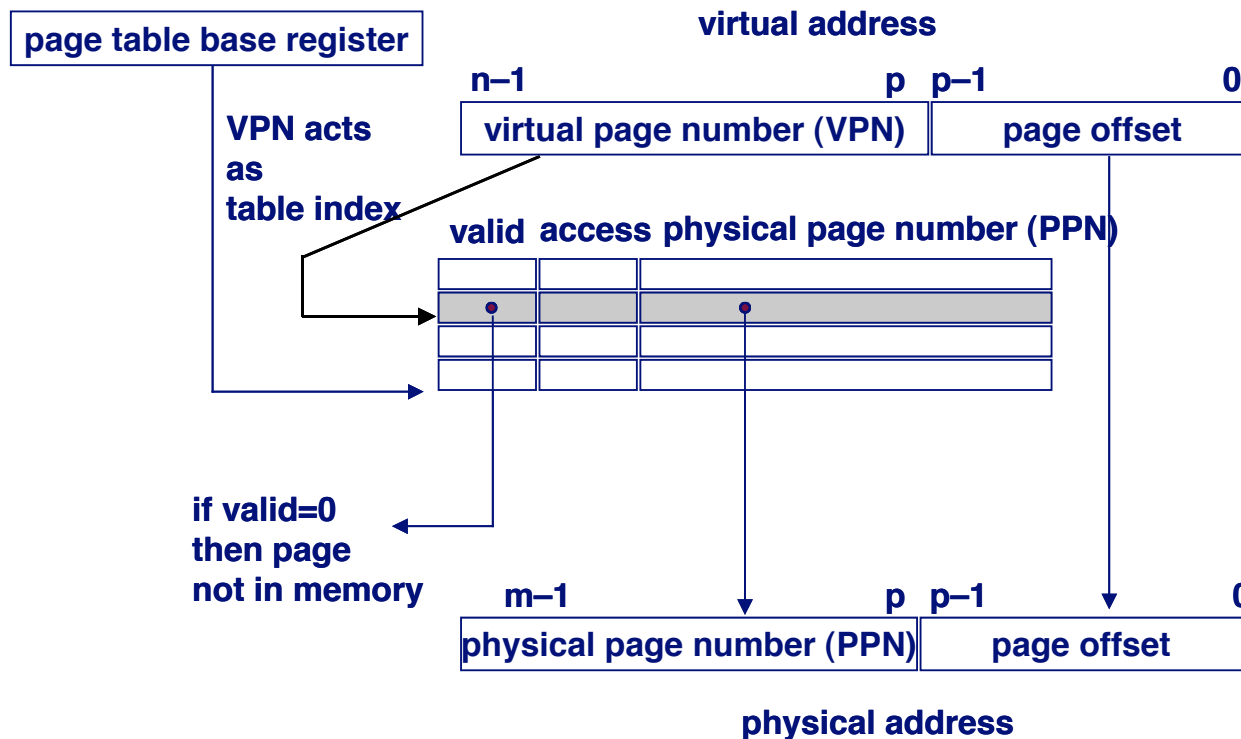 page table base register
virtual address
n–1 p p–1 0
virtual page number (VPN) page offset
VPN acts
as
table index
valid access physical page number (PPN)
if valid=0
then page
not in memory
m–1 p p–1 0
physical page number (PPN) page offset
physical address